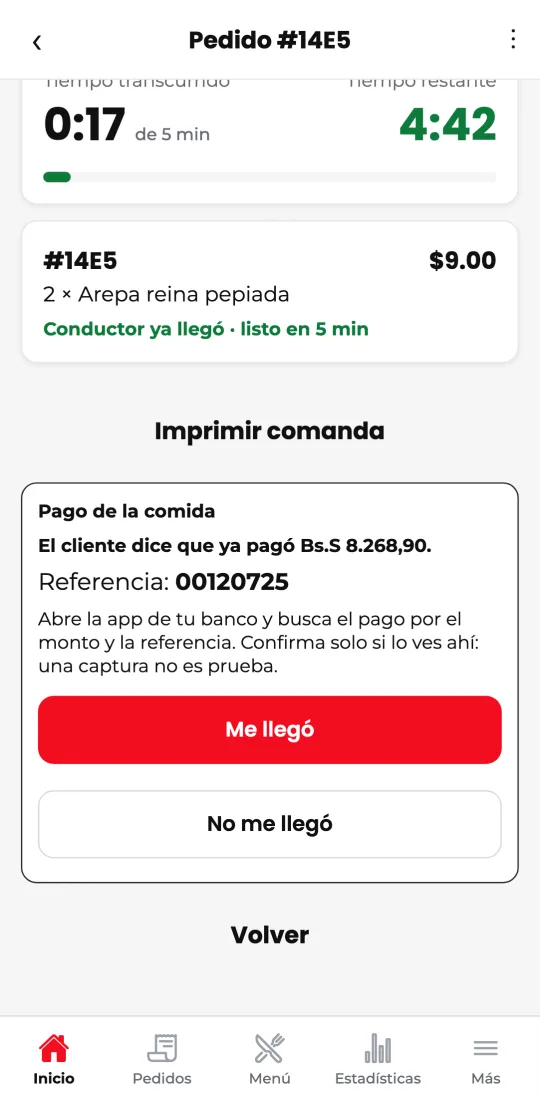 Pedido #14E5
Tiempo transcurrido
Tiempo restante
0:17 de 5 min
4:42
#14E5
$9.00
2 × Arepa reina pepiada
Conductor ya llegó · listo en 5 min
Imprimir comanda
Pago de la comida
El cliente dice que ya pagó Bs.S 8.268,90.
Referencia: 00120725
Abre la app de tu banco y busca el pago por el
monto y la referencia. Confirma solo si lo ves ahí:
una captura no es prueba.
Me llegó
No me llegó
Volver
Inicio
Pedidos
Menú
Estadísticas
Más